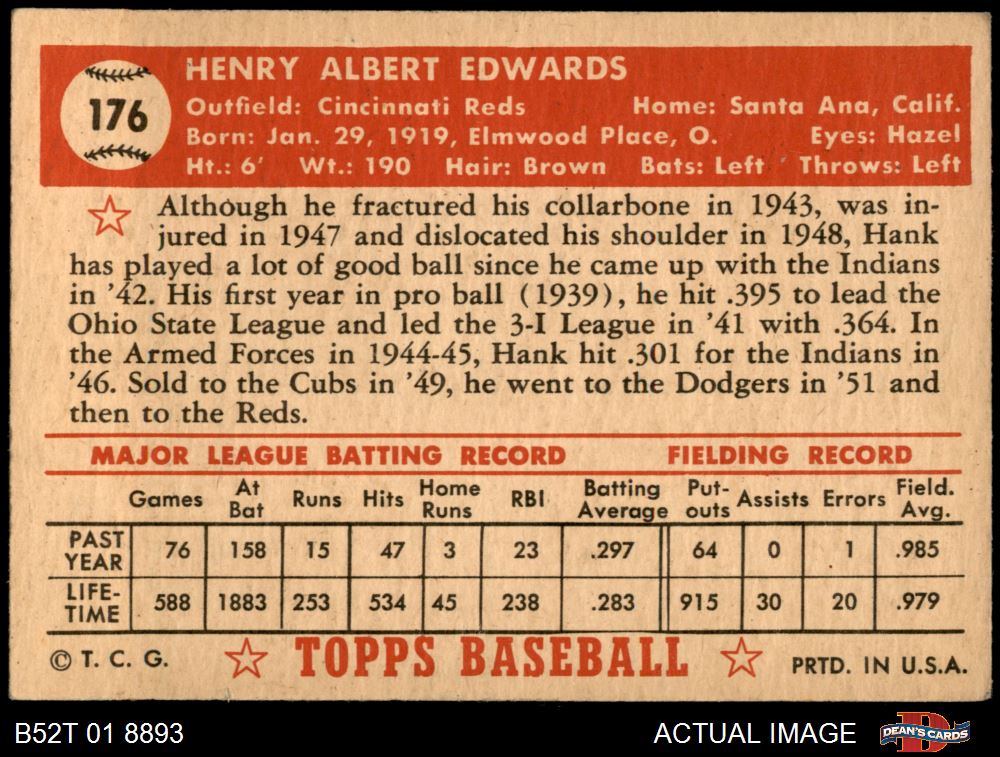 176
HENRY ALBERT EDWARDS
Outfield: Cincinnati Reds Home: Santa Ana, Calif.
Born: Jan. 29, 1919, Elmwood Place, O. Eyes: Hazel
Ht.: 6' Wt.: 190 Hair: Brown Bats: Left Throws: Left
Although he fractured his collarbone in 1943, was in-
jured in 1947 and dislocated his shoulder in 1948, Hank
has played a lot of good ball since he came up with the Indians
in '42. His first year in pro ball (1939), he hit .395 to lead the
Ohio State League and led the 3-I League in '41 with .364. In
the Armed Forces in 1944-45, Hank hit .301 for the Indians in
'46. Sold to the Cubs in '49, he went to the Dodgers in '51 and
then to the Reds.
MAJOR LEAGUE BATTING RECORD FIELDING RECORD
Games At Bat Runs Hits Home Runs RBI Batting Average Put-outs Assists Errors Field. Avg.
PAST YEAR 76 158 15 47 3 23 .297 64 0 1 .985
LIFE-TIME 588 1883 253 534 45 238 .283 915 30 20 .979
© T. C. G. TOPPS BASEBALL PRTD. IN U.S.A.
B52T 01 8893 ACTUAL IMAGE DEAN'S CARDS